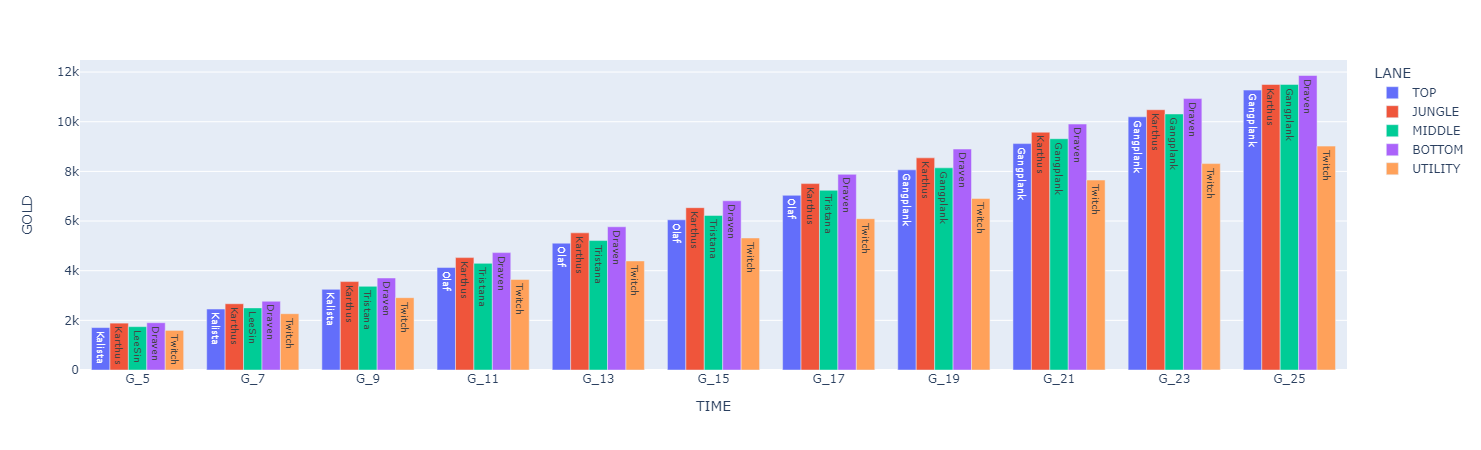 GOLD
12k
10k
8k
6k
4k
2k
0
Kalista Karthus LeeSin Draven Twitch
Kalista Karthus LeeSin Draven Twitch
Kalista Karthus Tristana Draven Twitch
Olaf Karthus Tristana Draven Twitch
Olaf Karthus Tristana Draven Twitch
Olaf Karthus Tristana Draven Twitch
Olaf Karthus Tristana Draven Twitch
Gangplank Karthus Gangplank Draven Twitch
Gangplank Karthus Gangplank Draven Twitch
Gangplank Karthus Gangplank Draven Twitch
Gangplank Karthus Gangplank Draven Twitch
G_5 G_7 G_9 G_11 G_13 G_15 G_17 G_19 G_21 G_23 G_25
TIME
LANE
TOP
JUNGLE
MIDDLE
BOTTOM
UTILITY